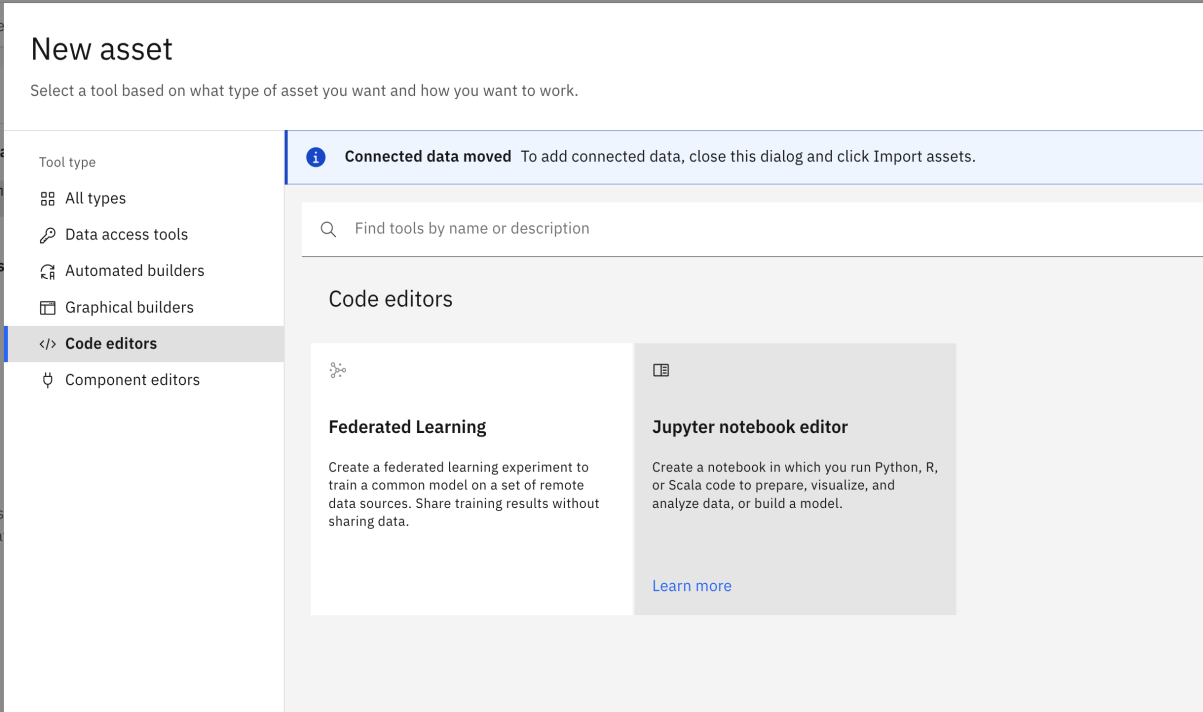 New asset
Select a tool based on what type of asset you want and how you want to work.
Tool type
All types
Data access tools
Automated builders
Graphical builders
Code editors
Component editors
Connected data moved To add connected data, close this dialog and click Import assets.
Find tools by name or description
Code editors
Federated Learning
Create a federated learning experiment to
train a common model on a set of remote
data sources. Share training results without
sharing data.
Jupyter notebook editor
Create a notebook in which you run Python, R,
or Scala code to prepare, visualize, and
analyze data, or build a model.
Learn more